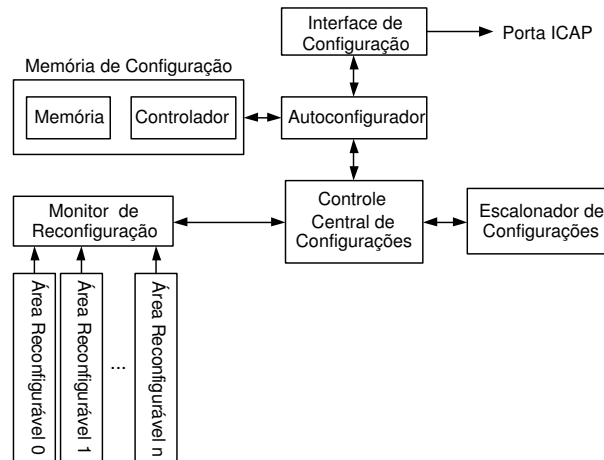 Interface de
Configuração
Porta ICAP
Memória de Configuração
Memória
Controlador
Autoconfigurador
Monitor de
Reconfiguração
Controle
Central de
Configurações
Escalonador de
Configurações
Área Reconfigurável 0
Área Reconfigurável 1
...
Área Reconfigurável n